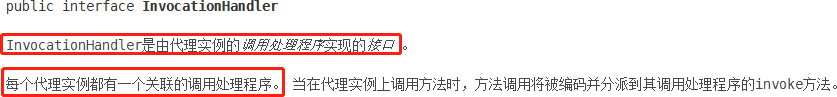 public interface InvocationHandler
InvocationHandler是由代理实例的调用处理程序实现的接口 。
每个代理实例都有一个关联的调用处理程序。 当在代理实例上调用方法时，方法调用将被编码并分派到其调用处理程序的invoke方法。